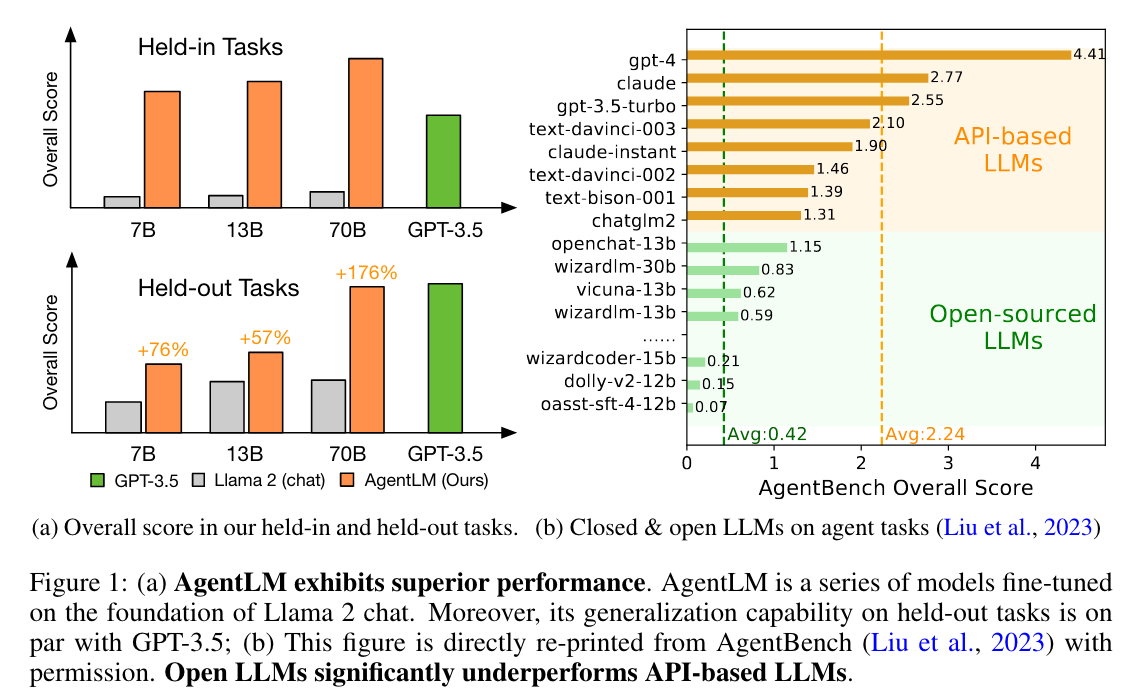 Held-in Tasks
Overall Score
7B
13B
70B
GPT-3.5
Held-out Tasks
Overall Score
+76%
+57%
+176%
7B
13B
70B
GPT-3.5
GPT-3.5
Llama 2 (chat)
AgentLM (Ours)
gpt-4
4.41
claude
2.77
gpt-3.5-turbo
2.55
text-davinci-003
2.10
claude-instant
1.90
text-davinci-002
1.46
text-bison-001
1.39
chatglm2
1.31
API-based
LLMs
openchat-13b
1.15
wizardlm-30b
0.83
vicuna-13b
0.62
wizardlm-13b
0.59
......
wizardcoder-15b
0.21
dolly-v2-12b
0.15
oasst-sft-4-12b
0.07
Open-sourced
LLMs
Avg:0.42
Avg:2.24
0 1 2 3 4
AgentBench Overall Score
(a) Overall score in our held-in and held-out tasks.
(b) Closed & open LLMs on agent tasks (Liu et al., 2023)
Figure 1: (a) AgentLM exhibits superior performance. AgentLM is a series of models fine-tuned
on the foundation of Llama 2 chat. Moreover, its generalization capability on held-out tasks is on
par with GPT-3.5; (b) This figure is directly re-printed from AgentBench (Liu et al., 2023) with
permission. Open LLMs significantly underperforms API-based LLMs.